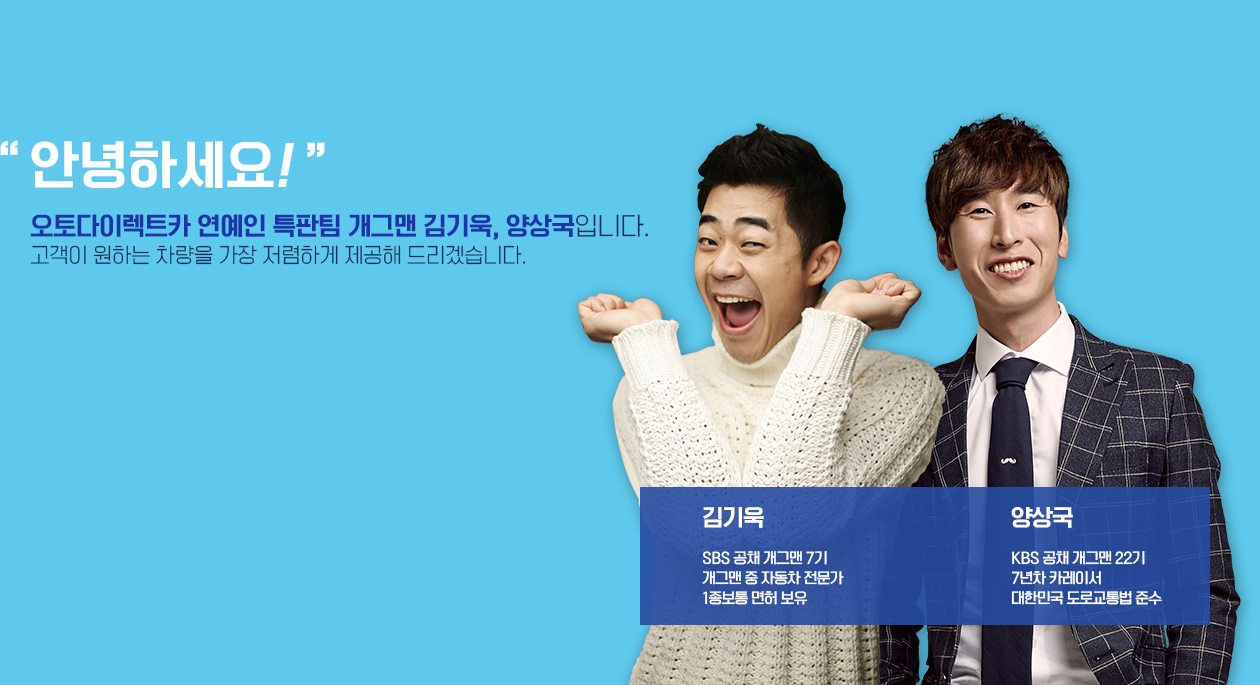 “ 안녕하세요! ”
오토다이렉트카 연예인 특판팀 개그맨 김기욱, 양상국입니다.
고객이 원하는 차량을 가장 저렴하게 제공해 드리겠습니다.
김기욱
SBS 공채 개그맨 7기
개그맨 중 자동차 전문가
1종보통 면허 보유
양상국
KBS 공채 개그맨 22기
7년차 카레이서
대한민국 도로교통법 준수